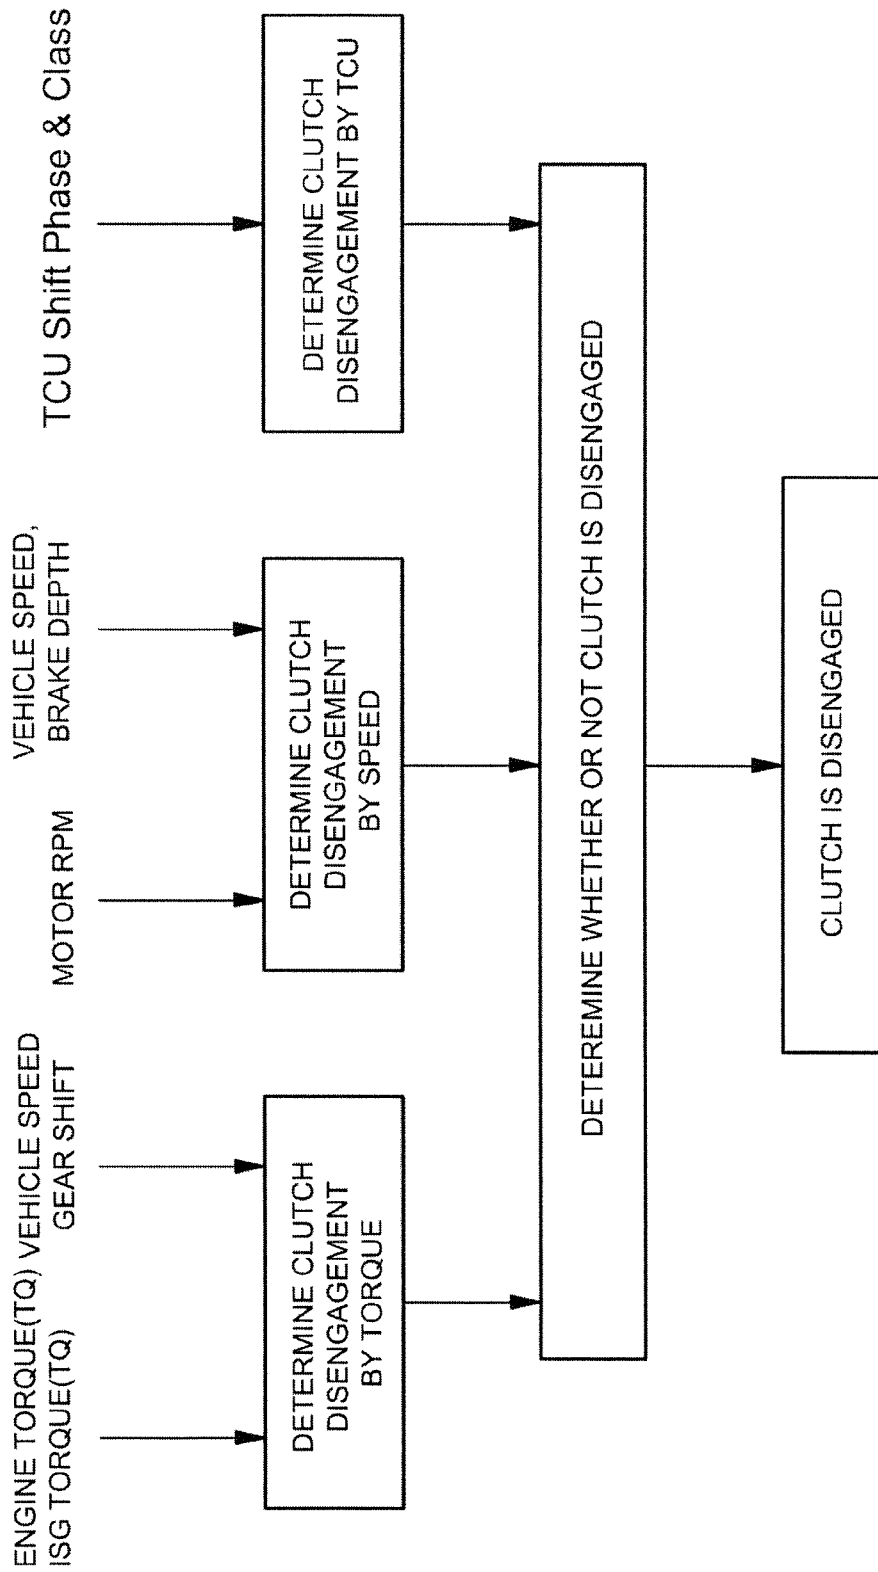 ENGINE TORQUE(TQ)
ISG TORQUE(TQ)
VEHICLE SPEED
GEAR SHIFT
MOTOR RPM
VEHICLE SPEED,
BRAKE DEPTH
TCU Shift Phase & Class
DETERMINE CLUTCH
DISENGAGEMENT
BY TORQUE
DETERMINE CLUTCH
DISENGAGEMENT
BY SPEED
DETERMINE CLUTCH
DISENGAGEMENT BY TCU
DETEREMINE WHETHER OR NOT CLUTCH IS DISENGAGED
CLUTCH IS DISENGAGED